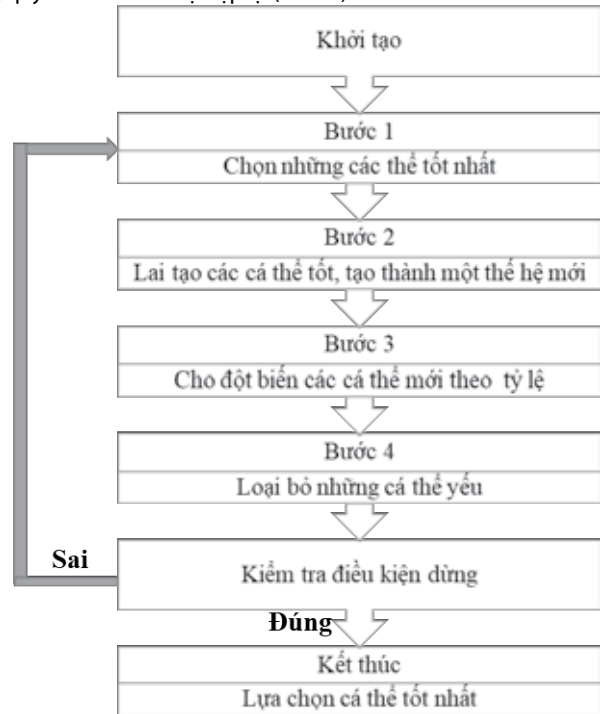 Khởi tạo
Bước 1
Chọn những các thể tốt nhất
Bước 2
Lai tạo các cá thể tốt, tạo thành một thế hệ mới
Bước 3
Cho đột biến các cá thể mới theo tỷ lệ
Bước 4
Loại bỏ những cá thể yếu
Sai
Kiểm tra điều kiện dừng
Đúng
Kết thúc
Lựa chọn cá thể tốt nhất